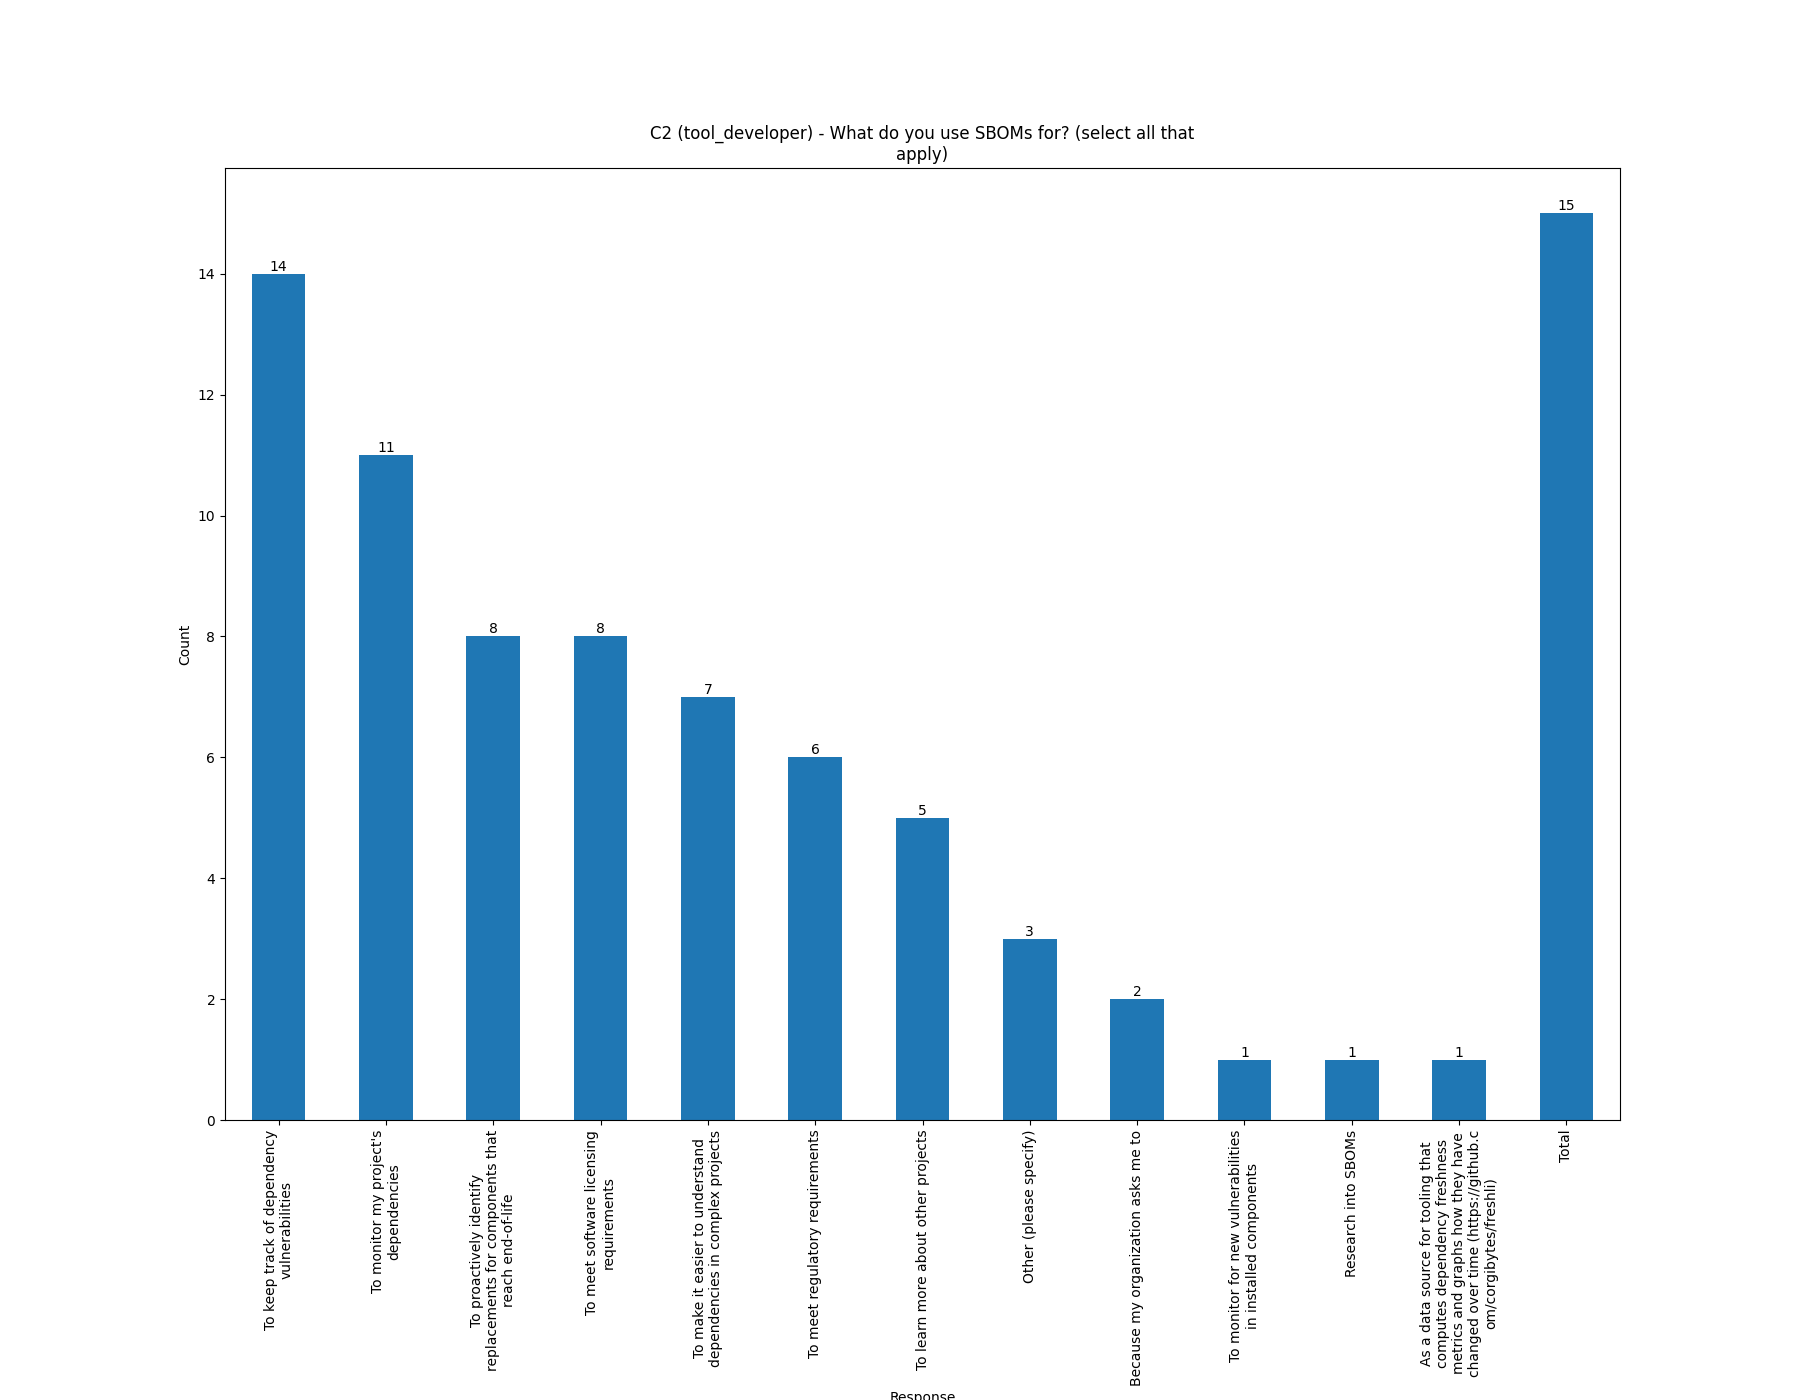 C2 (tool_developer) - What do you use SBOMs for? (select all that
apply)
Count
0
2
4
6
8
10
12
14
14
11
8
8
7
6
5
3
2
1
1
1
15
To keep track of dependency
vulnerabilities
To monitor my project's
dependencies
To proactively identify
replacements for components that
reach end-of-life
To meet software licensing
requirements
To make it easier to understand
dependencies in complex projects
To meet regulatory requirements
To learn more about other projects
Other (please specify)
Because my organization asks me to
To monitor for new vulnerabilities
in installed components
Research into SBOMs
As a data source for tooling that
computes dependency freshness
metrics and graphs how they have
changed over time (https://github.c
om/corgibytes/freshli)
Total
Response